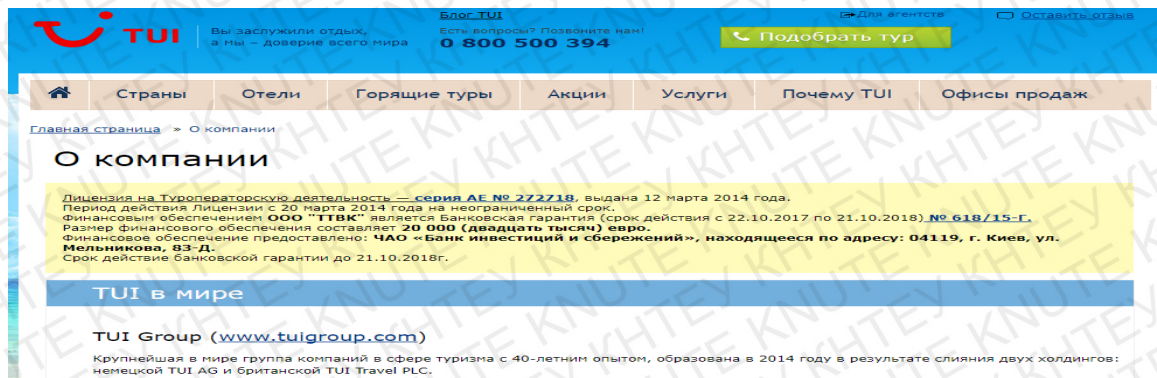 Блог TUI
Для агентств
Оставить отзыв
TUI
Вы заслужили отдых,
а мы – доверие всего мира
Есть вопросы? Позвоните нам!
0 800 500 394
Подобрать тур
Страны Отели Горящие туры Акции Услуги Почему TUI Офисы продаж
Главная страница » О компании
О компании
Лицензия на Туроператорскую деятельность — серия АЕ № 272718, выдана 12 марта 2014 года.
Период действия Лицензии с 20 марта 2014 года на неограниченный срок.
Финансовым обеспечением ООО "ТТВК" является Банковская гарантия (срок действия с 22.10.2017 по 21.10.2018) № 618/15-Г.
Размер финансового обеспечения составляет 20 000 (двадцать тысяч) евро.
Финансовое обеспечение предоставлено: ЧАО «Банк инвестиций и сбережений», находящееся по адресу: 04119, г. Киев, ул.
Мельникова, 83-Д.
Срок действие банковской гарантии до 21.10.2018г.
TUI в мире
TUI Group (www.tuigroup.com)
Крупнейшая в мире группа компаний в сфере туризма с 40-летним опытом, образована в 2014 году в результате слияния двух холдингов:
немецкой TUI AG и британской TUI Travel PLC.